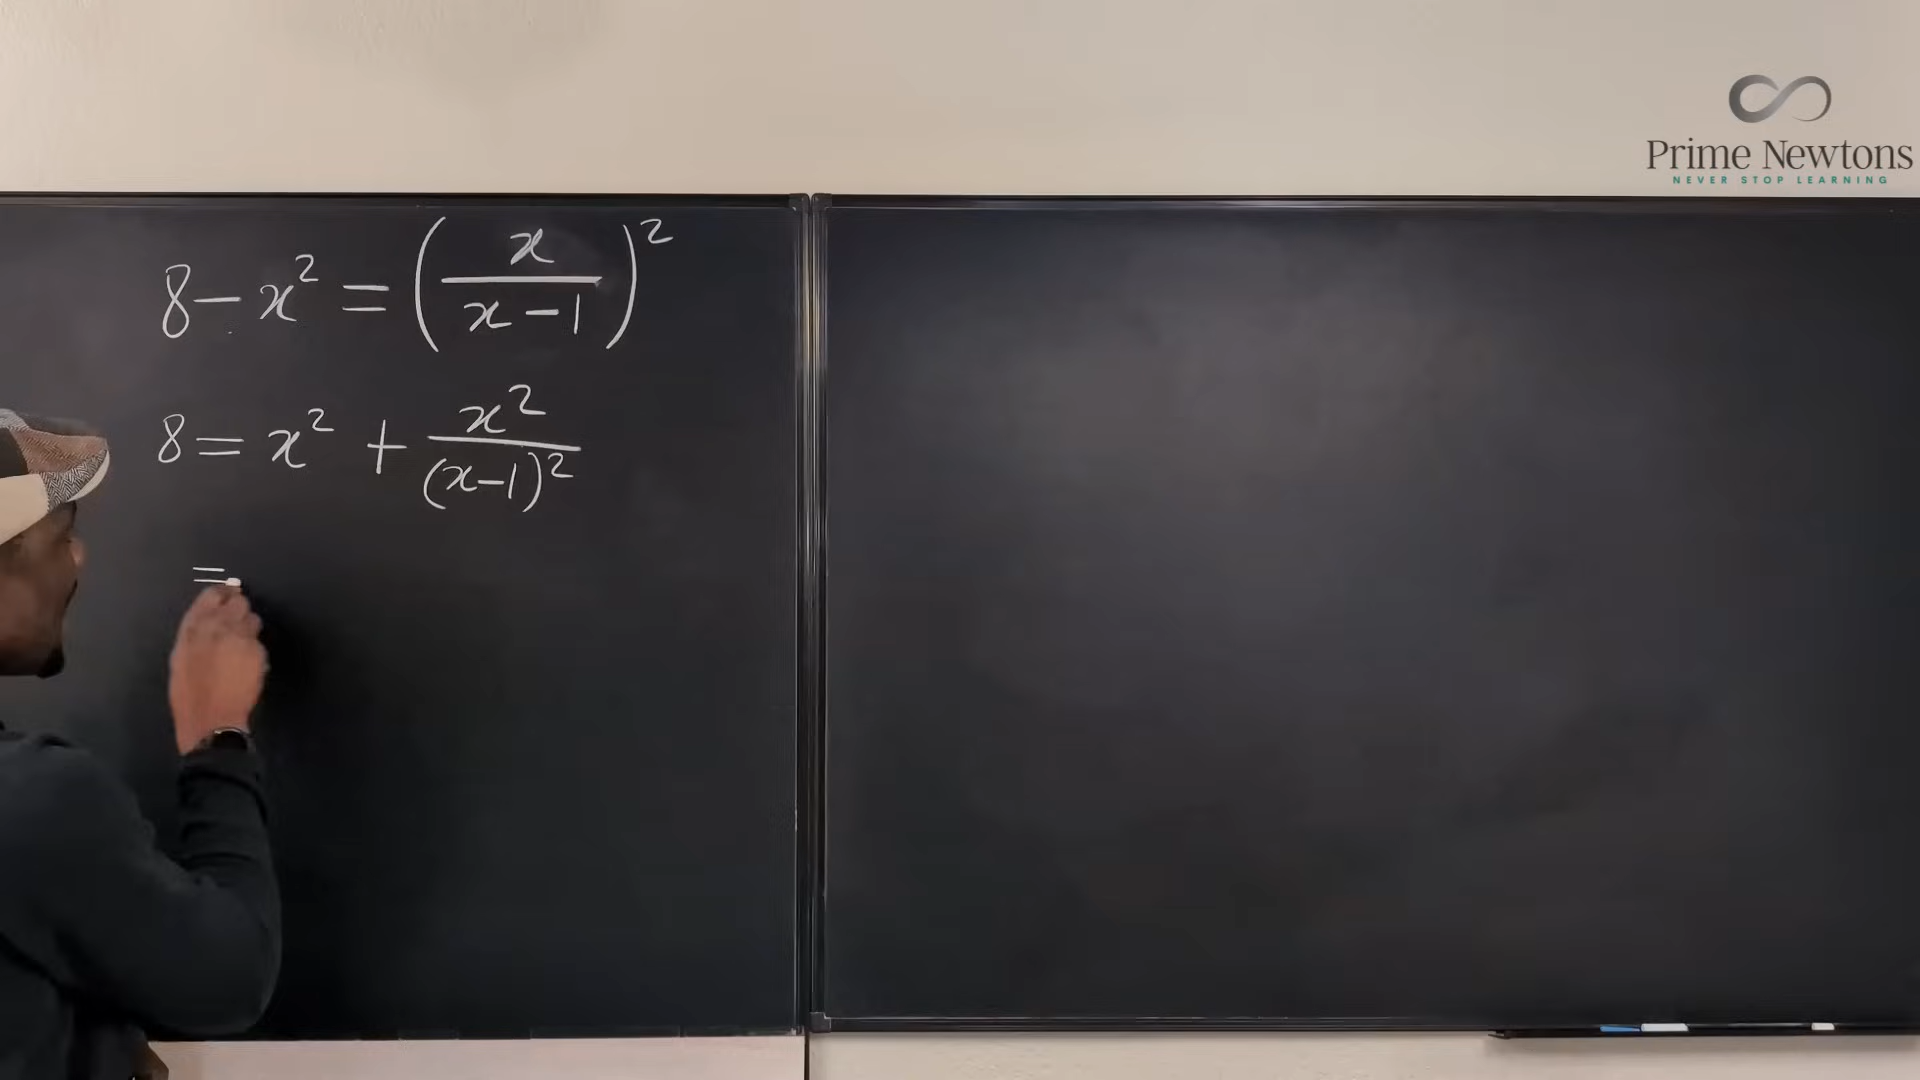 Prime Newtons
NEVER STOP LEARNING
8 - x² = (x/(x-1))²
8 = x² + x²/(x-1)²
=